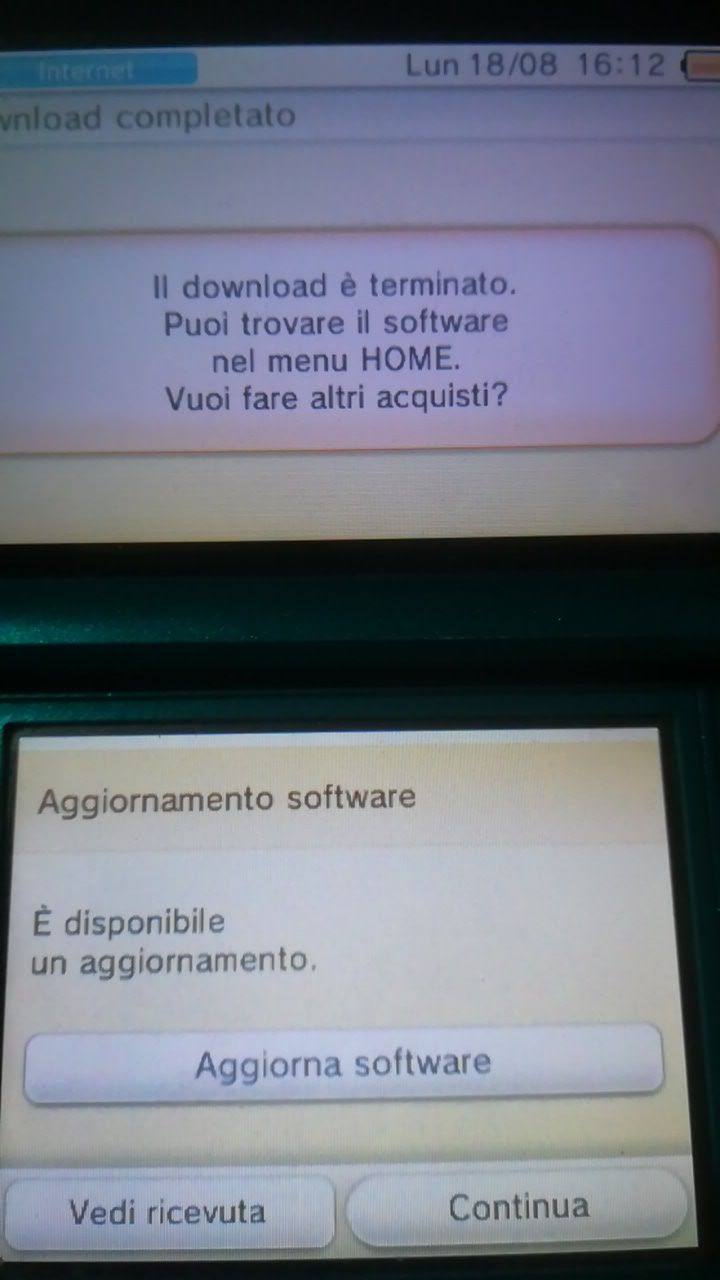 Internet
Lun 18/08 16:12
wnload completato
Il download è terminato.
Puoi trovare il software
nel menu HOME.
Vuoi fare altri acquisti?
Aggiornamento software
È disponibile
un aggiornamento.
Aggiorna software
Vedi ricevuta
Continua